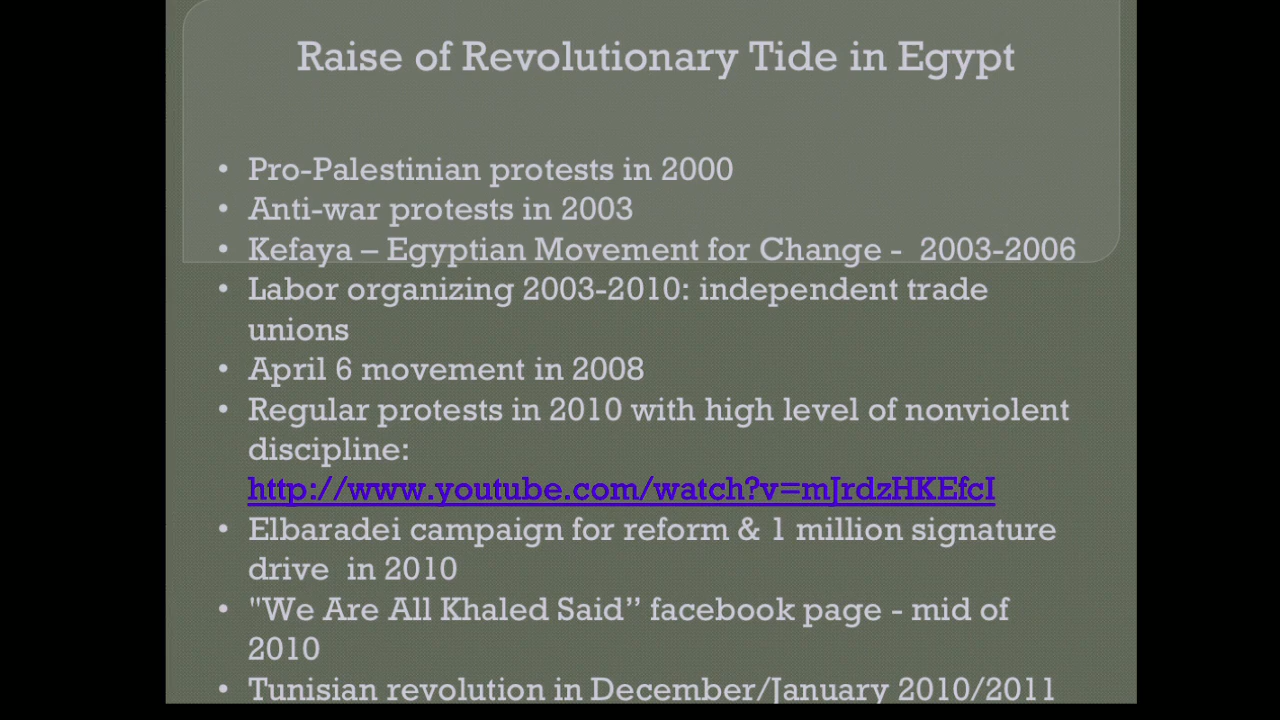 Raise of Revolutionary Tide in Egypt
• Pro-Palestinian protests in 2000
• Anti-war protests in 2003
• Kefaya – Egyptian Movement for Change -  2003-2006
• Labor organizing 2003-2010: independent trade
unions
• April 6 movement in 2008
• Regular protests in 2010 with high level of nonviolent
discipline:
http://www.youtube.com/watch?v=mJrdzHKEfcI
• Elbaradei campaign for reform & 1 million signature
drive  in 2010
• "We Are All Khaled Said” facebook page - mid of
2010
• Tunisian revolution in December/January 2010/2011